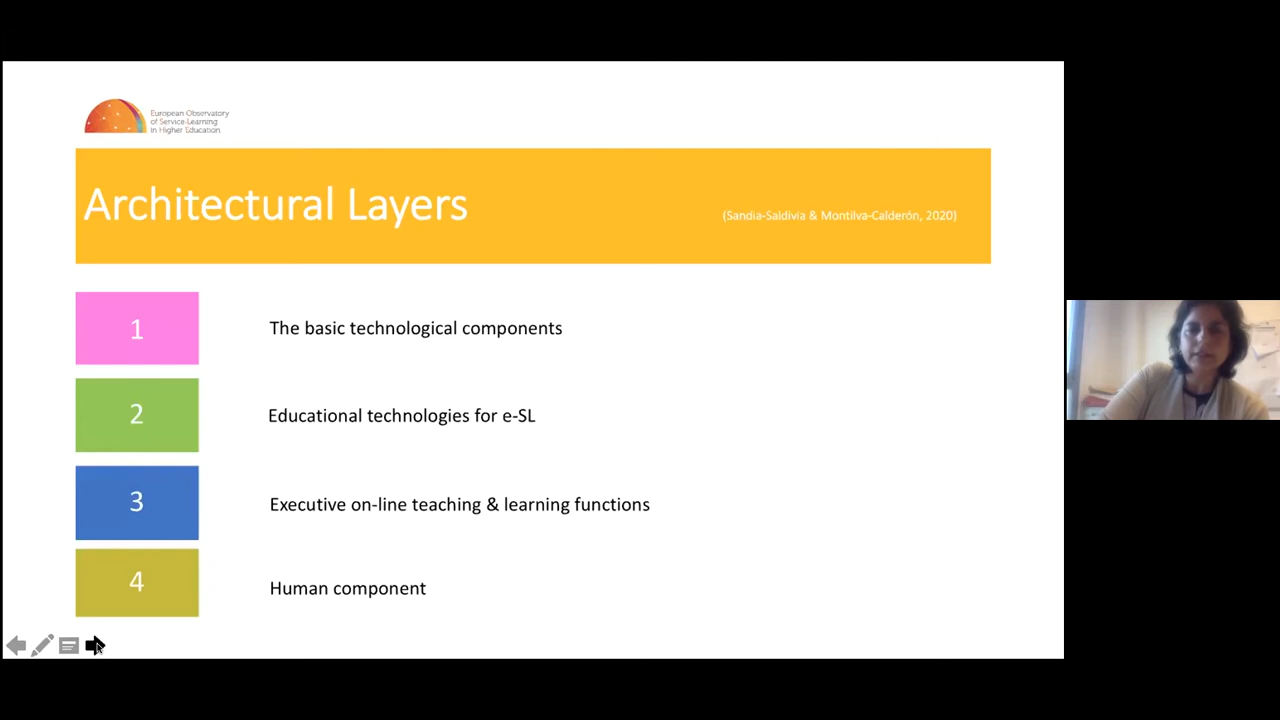 European Observatory
of Service-Learning
in Higher Education
Architectural Layers
(Sandia-Saldivia & Montilva-Calderón, 2020)
1
The basic technological components
2
Educational technologies for e-SL
3
Executive on-line teaching & learning functions
4
Human component